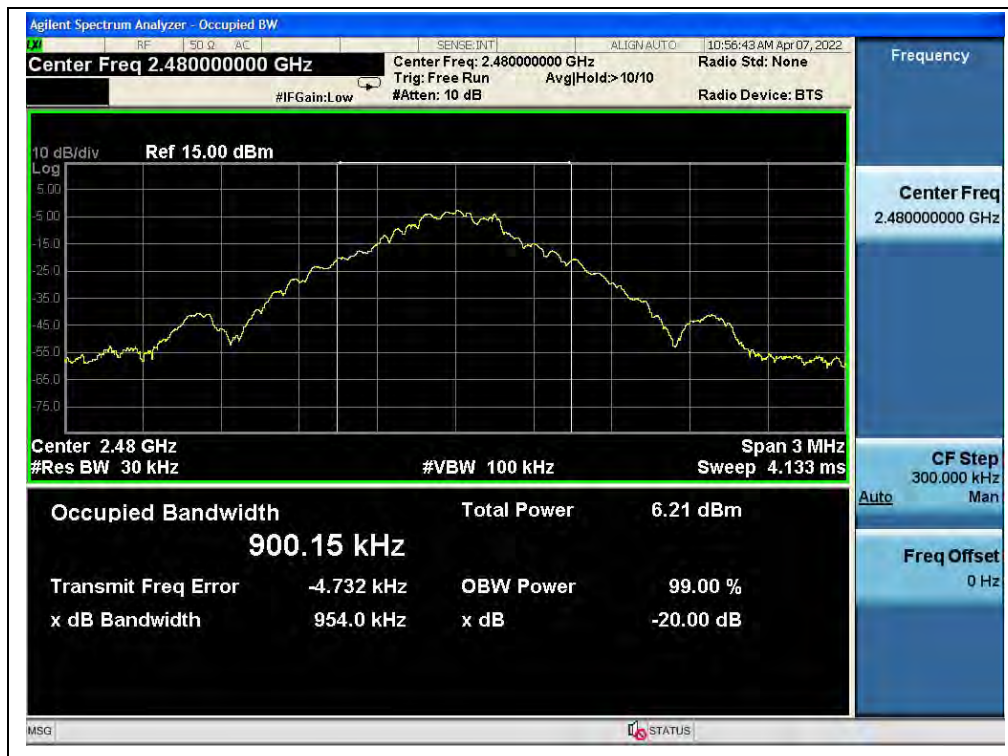 Agilent Spectrum Analyzer - Occupied BW
LXI RF 50 Ω AC SENSE:INT ALIGN AUTO 10:56:43 AM Apr 07, 2022
Center Freq 2.480000000 GHz
Center Freq: 2.480000000 GHz
Radio Std: None
Trig: Free Run Avg|Hold:> 10/10
#IFGain:Low
#Atten: 10 dB
Radio Device: BTS
10 dB/div Ref 15.00 dBm
Log
5.00
-5.00
-15.0
-25.0
-35.0
-45.0
-55.0
-65.0
-75.0
Center 2.48 GHz Span 3 MHz
#Res BW 30 kHz #VBW 100 kHz Sweep 4.133 ms
Occupied Bandwidth Total Power 6.21 dBm
900.15 kHz
Transmit Freq Error -4.732 kHz OBW Power 99.00 %
x dB Bandwidth 954.0 kHz x dB -20.00 dB
Frequency
Center Freq
2.480000000 GHz
CF Step
300.000 kHz
Auto Man
Freq Offset
0 Hz
MSG STATUS